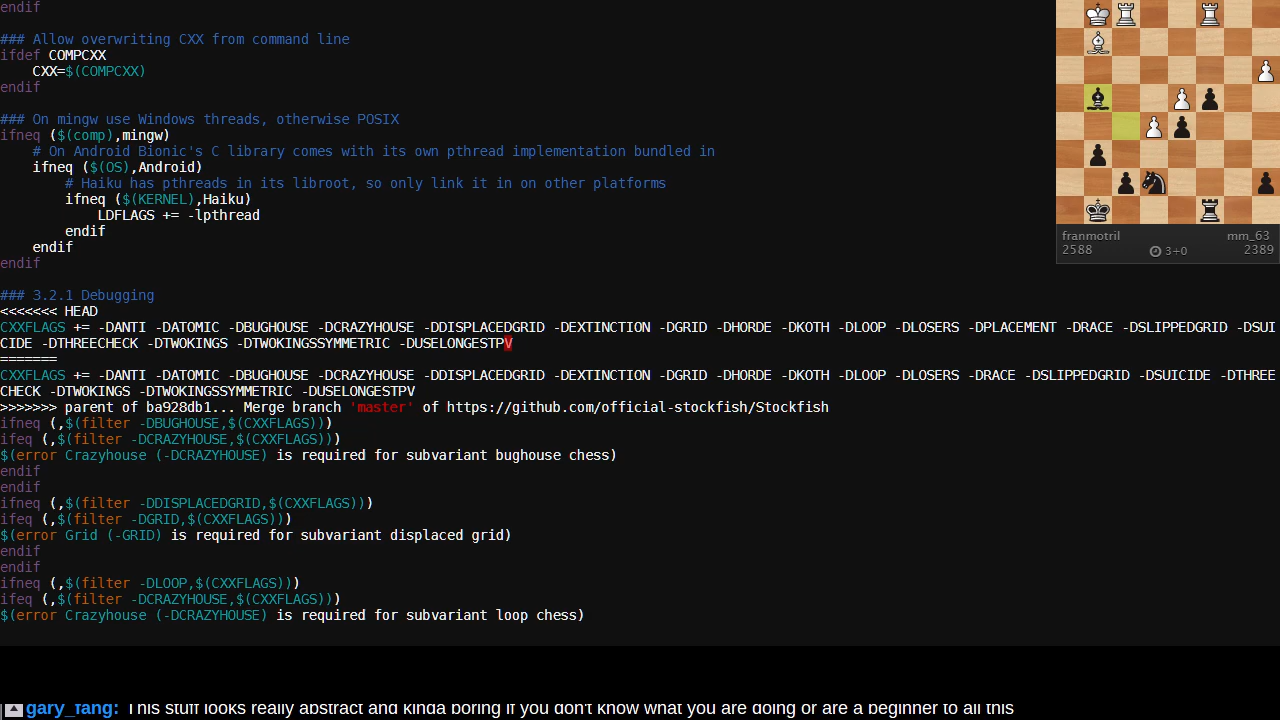 endif
### Allow overwriting CXX from command line
ifdef COMPCXX
    CXX=$(COMPCXX)
endif
### On mingw use Windows threads, otherwise POSIX
ifneq ($(comp),mingw)
    # On Android Bionic's C library comes with its own pthread implementation bundled in
    ifneq ($(OS),Android)
        # Haiku has pthreads in its libroot, so only link it in on other platforms
        ifneq ($(KERNEL),Haiku)
            LDFLAGS += -lpthread
        endif
    endif
endif
### 3.2.1 Debugging
<<<<<<< HEAD
CXXFLAGS += -DANTI -DATOMIC -DBUGHOUSE -DCRAZYHOUSE -DDISPLACEDGRID -DEXTINCTION -DGRID -DHORDE -DKOTH -DLOOP -DLOSERS -DPLACEMENT -DRACE -DSLIPPEDGRID -DSUI
CIDE -DTHREECHECK -DTWOKINGS -DTWOKINGSSYMMETRIC -DUSELONGESTPV
=======
CXXFLAGS += -DANTI -DATOMIC -DBUGHOUSE -DCRAZYHOUSE -DDISPLACEDGRID -DEXTINCTION -DGRID -DHORDE -DKOTH -DLOOP -DLOSERS -DRACE -DSLIPPEDGRID -DSUICIDE -DTHREE
CHECK -DTWOKINGS -DTWOKINGSSYMMETRIC -DUSELONGESTPV
>>>>>>> parent of ba928db1... Merge branch 'master' of https://github.com/official-stockfish/Stockfish
ifneq (,$(filter -DBUGHOUSE,$(CXXFLAGS)))
ifeq (,$(filter -DCRAZYHOUSE,$(CXXFLAGS)))
$(error Crazyhouse (-DCRAZYHOUSE) is required for subvariant bughouse chess)
endif
endif
ifneq (,$(filter -DDISPLACEDGRID,$(CXXFLAGS)))
ifeq (,$(filter -DGRID,$(CXXFLAGS)))
$(error Grid (-GRID) is required for subvariant displaced grid)
endif
endif
ifneq (,$(filter -DLOOP,$(CXXFLAGS)))
ifeq (,$(filter -DCRAZYHOUSE,$(CXXFLAGS)))
$(error Crazyhouse (-DCRAZYHOUSE) is required for subvariant loop chess)
franmotril mm_63
2588 3+0 2389
gary_fang: This stuff looks really abstract and kinda boring if you don't know what you are doing or are a beginner to all this